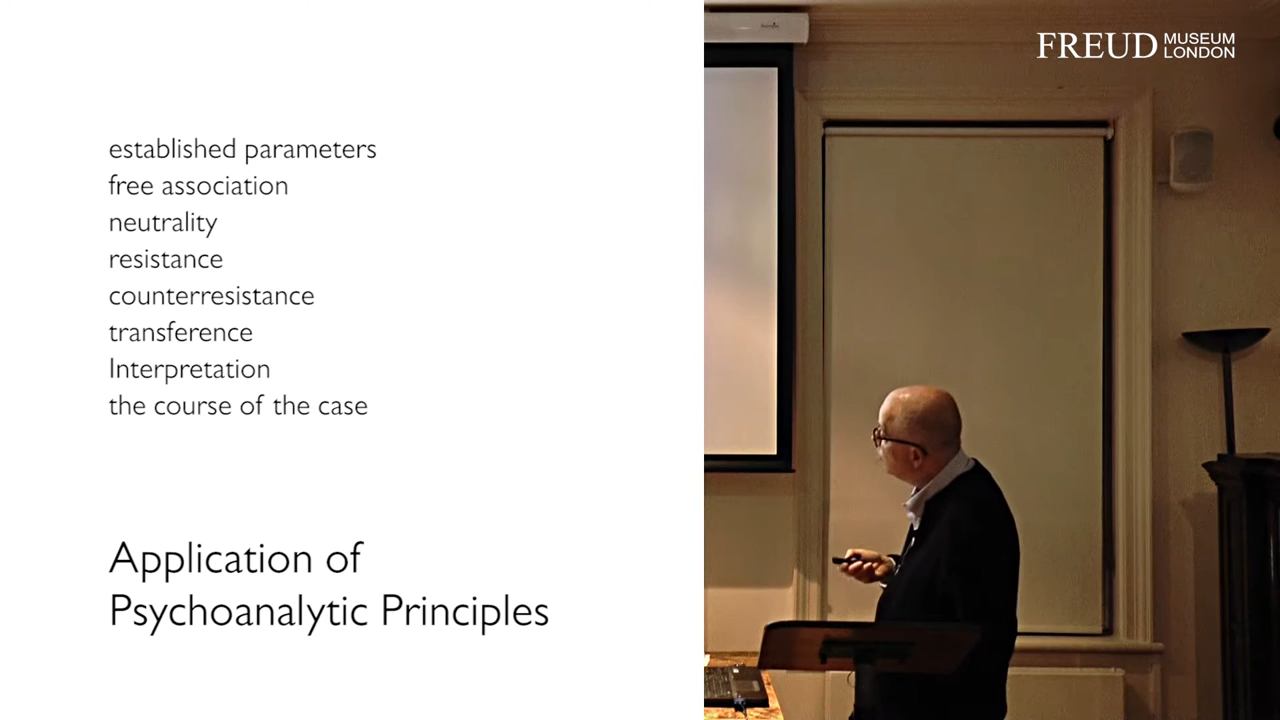 established parameters
free association
neutrality
resistance
counterresistance
transference
Interpretation
the course of the case
Application of
Psychoanalytic Principles
FREUD MUSEUM
LONDON